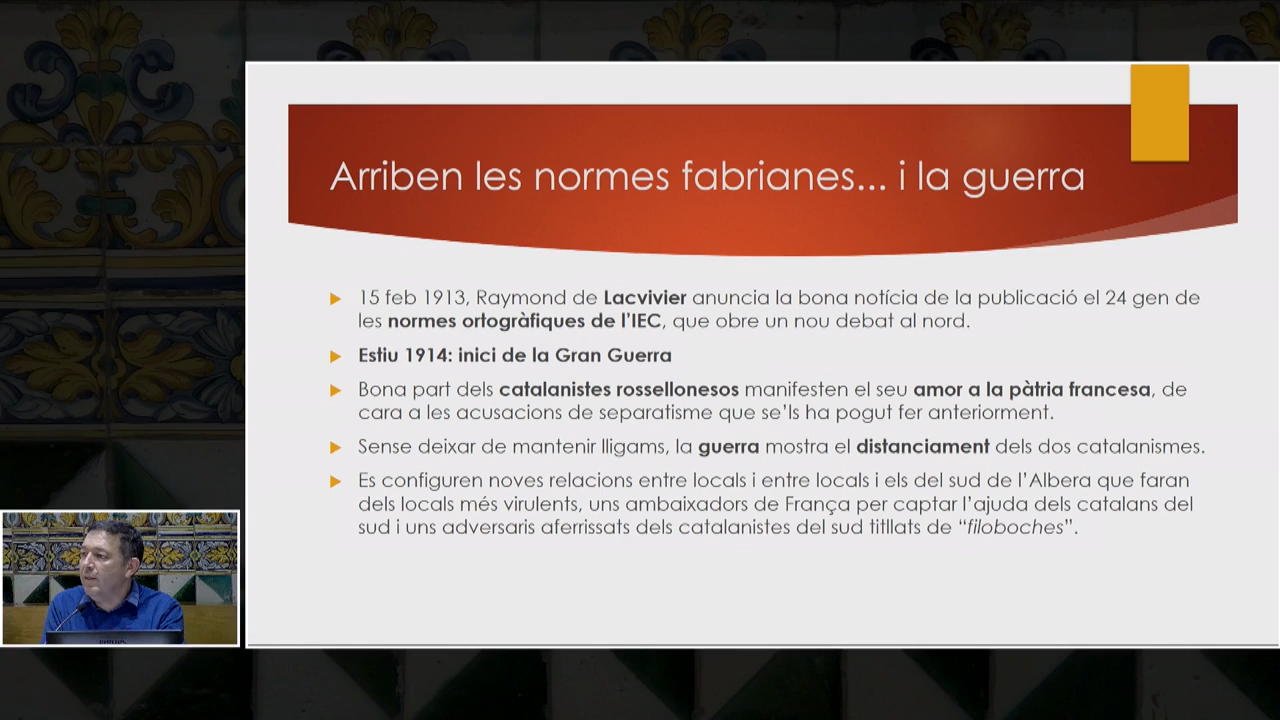 Arriben les normes fabrianes... i la guerra
15 feb 1913, Raymond de Lacvivier anuncia la bona notícia de la publicació el 24 gen de
les normes ortogràfiques de l'IEC, que obre un nou debat al nord.
Estiu 1914: inici de la Gran Guerra
Bona part dels catalanistes rossellonesos manifesten el seu amor a la pàtria francesa, de
cara a les acusacions de separatisme que se'ls ha pogut fer anteriorment.
Sense deixar de mantenir lligams, la guerra mostra el distanciament dels dos catalanismes.
Es configuren noves relacions entre locals i entre locals i els del sud de l'Albera que faran
dels locals més virulents, uns ambaixadors de França per captar l'ajuda dels catalans del
sud i uns adversaris aferrissats dels catalanistes del sud titllats de "filoboches".